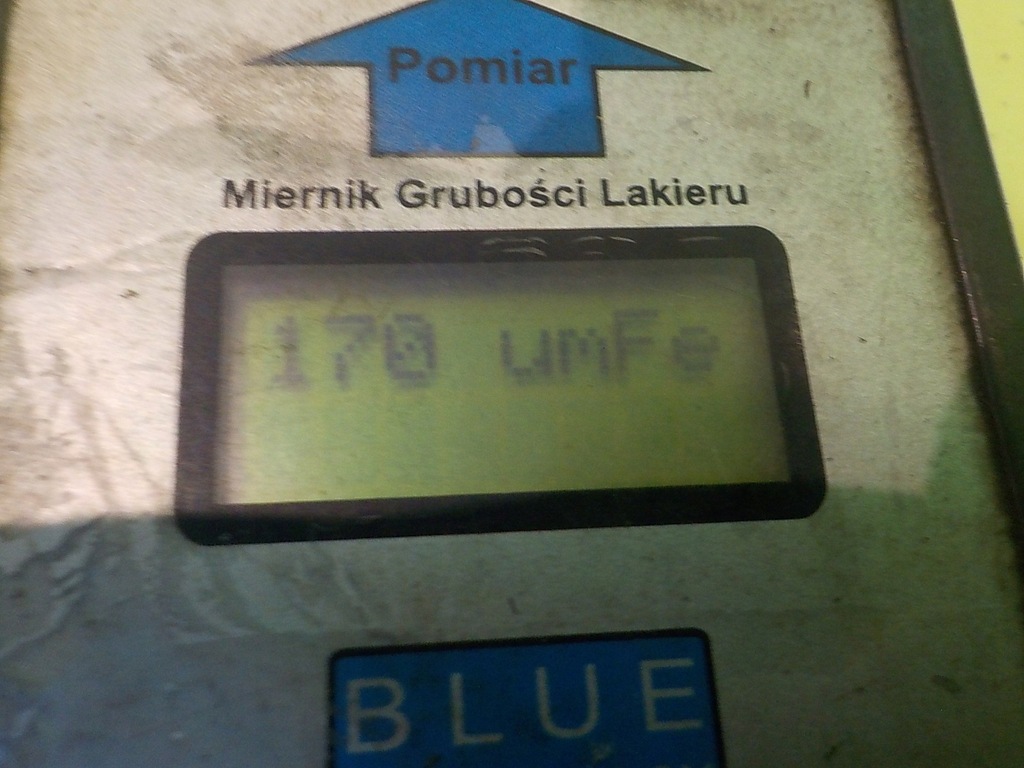 Pomiar
Miernik Grubości Lakieru
170 umFe
BLUE